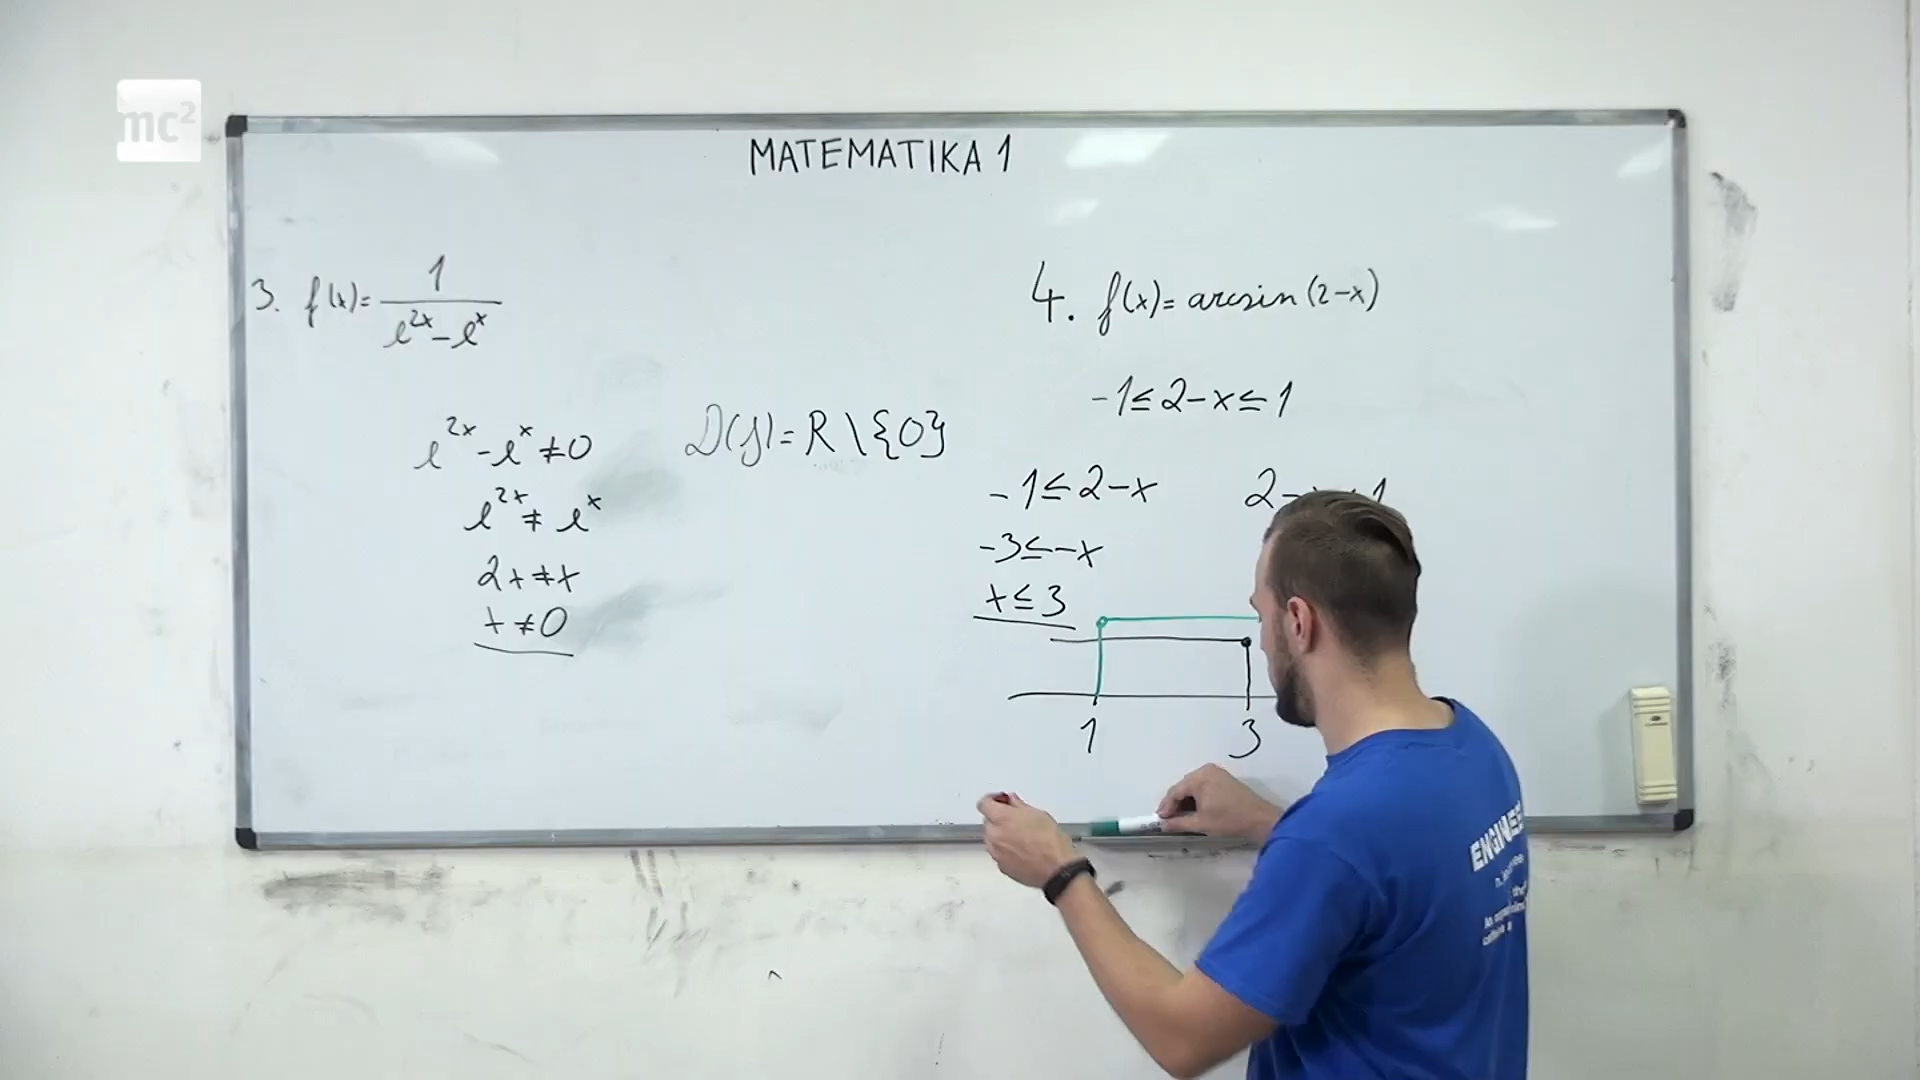 mc²
MATEMATIKA 1
3. f(x)= 1/(e^2x - e^x)
e^2x - e^x ≠ 0
e^2x ≠ e^x
2x ≠ x
x ≠ 0
D(f) = R \ {0}
4. f(x) = arcsin (2-x)
-1 ≤ 2-x ≤ 1
-1 ≤ 2-x
-3 ≤ -x
x ≤ 3
1 3
ENGINEE